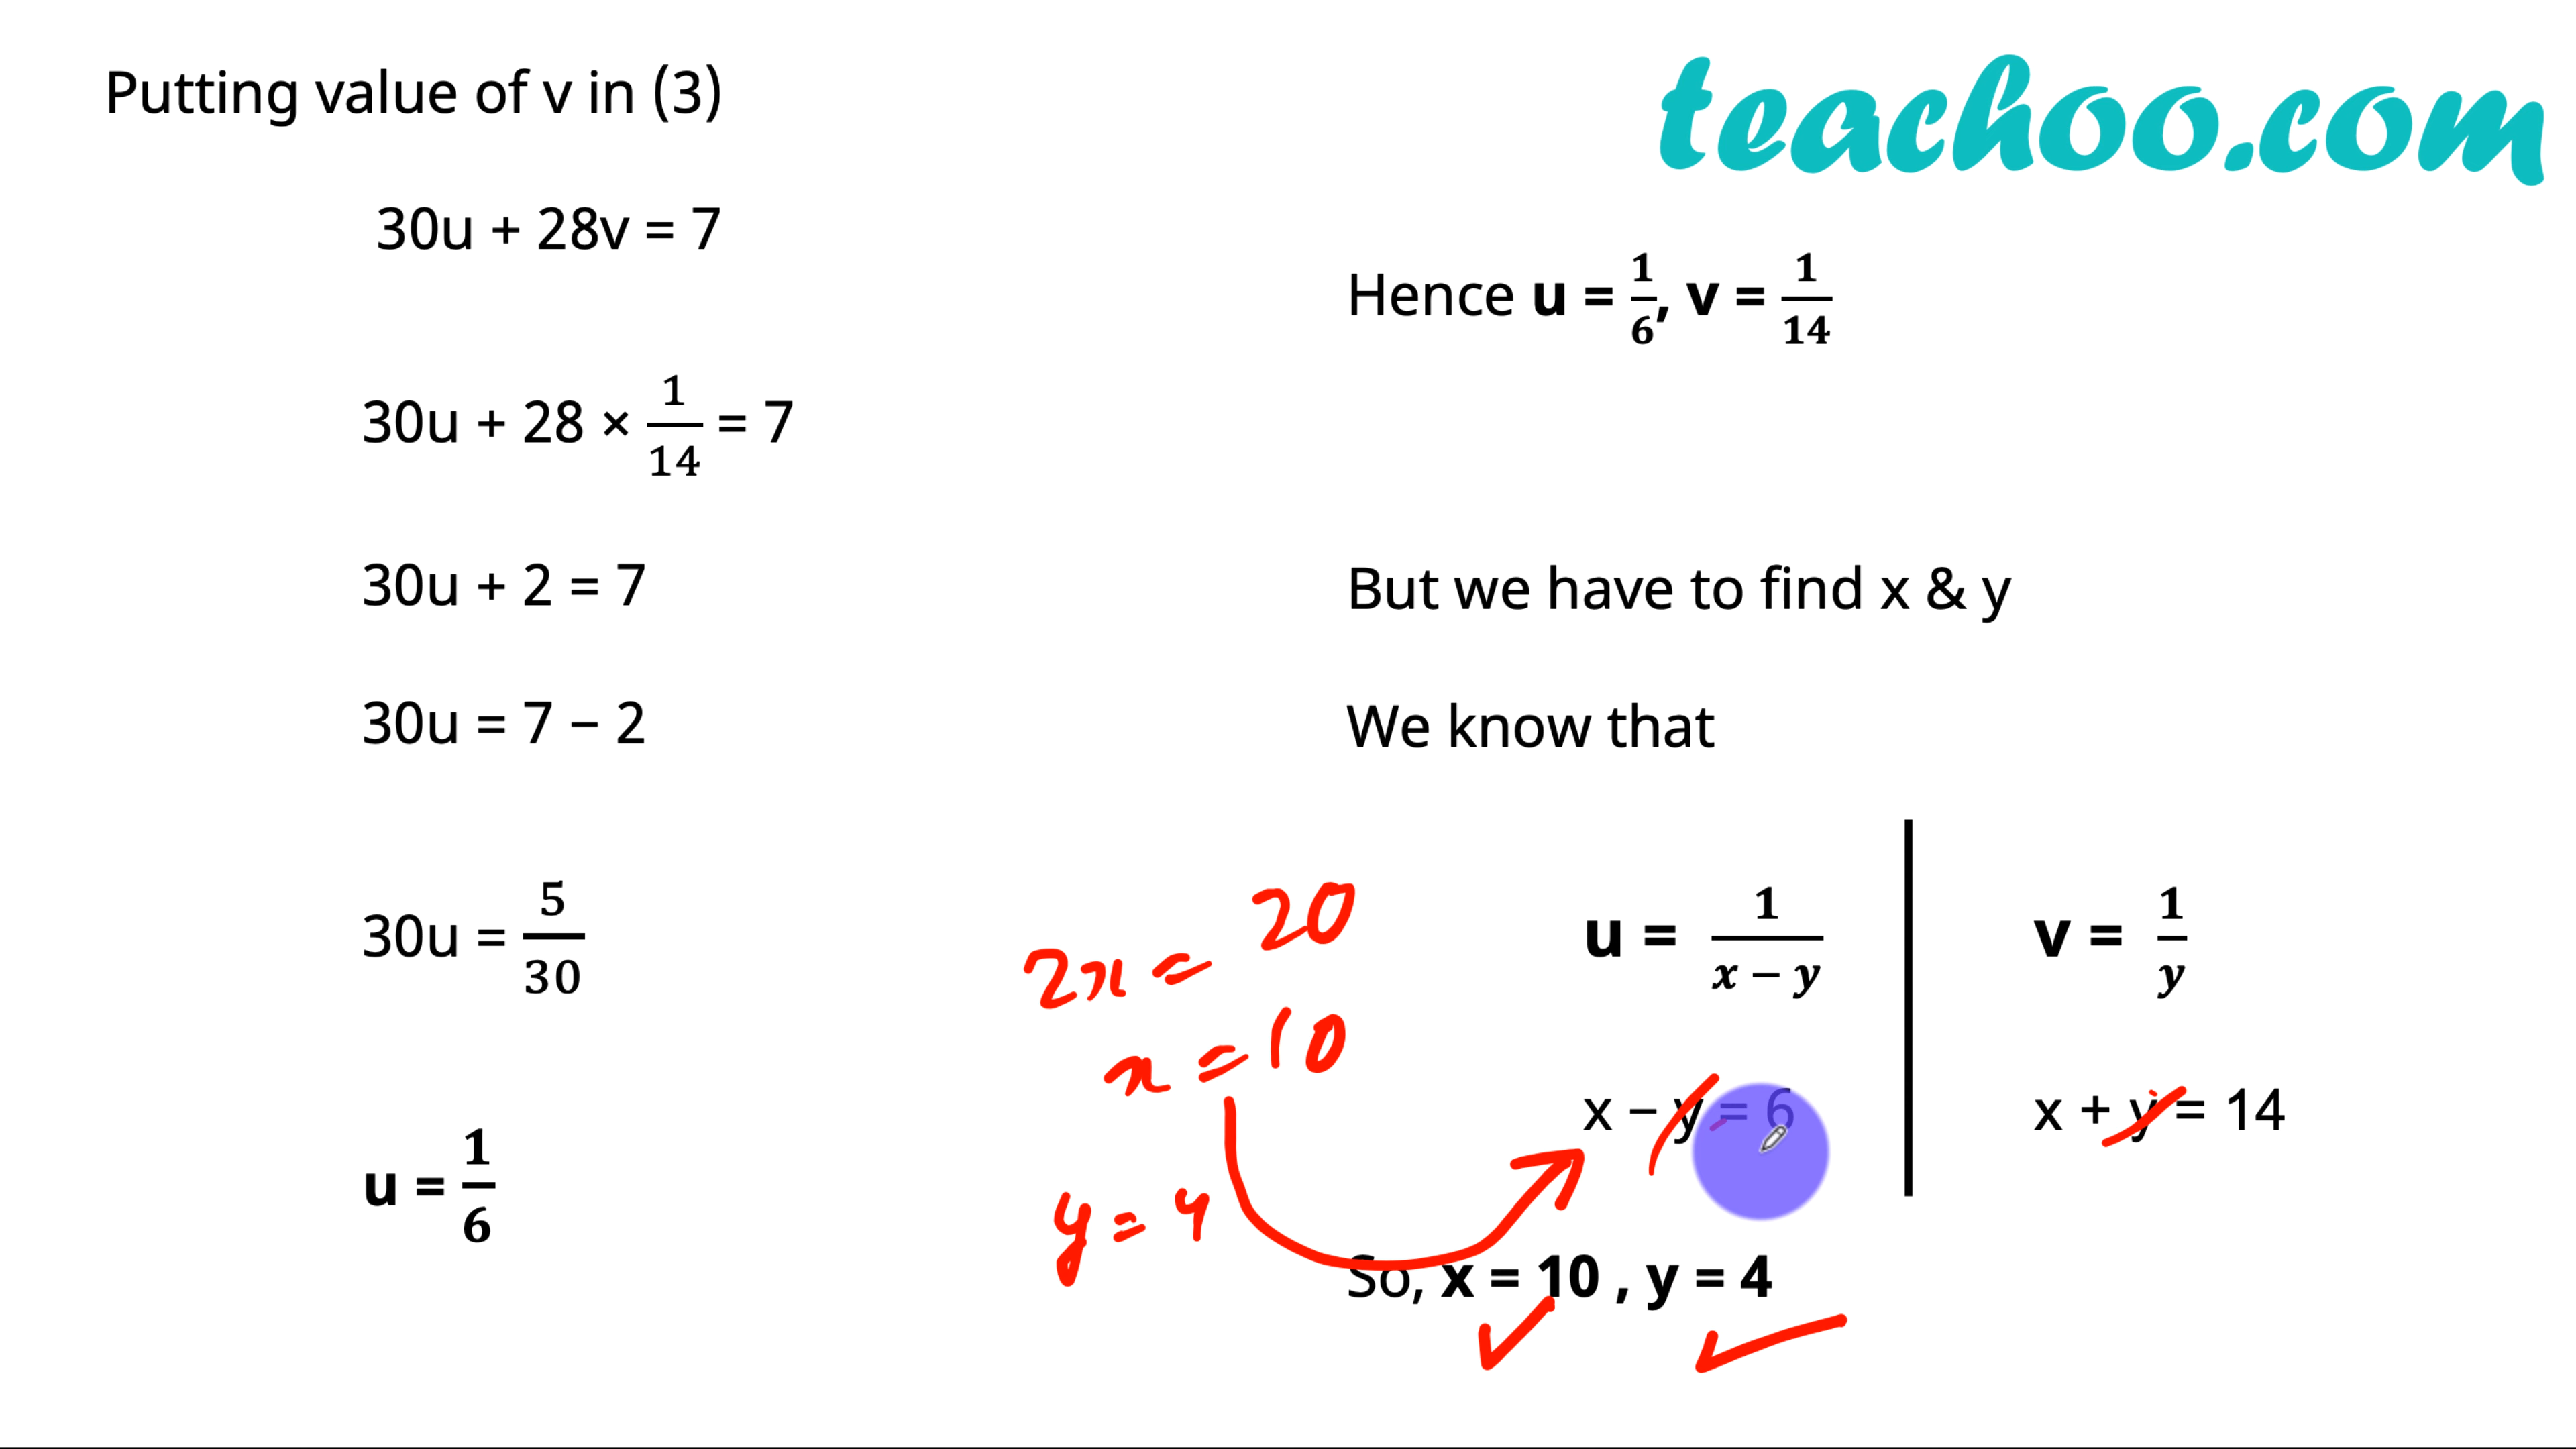 teachoo.com
Putting value of v in (3)
30u + 28v = 7
30u + 28 × 1/14 = 7
30u + 2 = 7
30u = 7 − 2
30u = 5/30
u = 1/6
Hence u = 1/6, v = 1/14
But we have to find x & y
We know that
u = 1/(x − y)
v = 1/y
x − y = 6
x + y = 14
2x = 20
x = 10
y = 4
So, x = 10 , y = 4